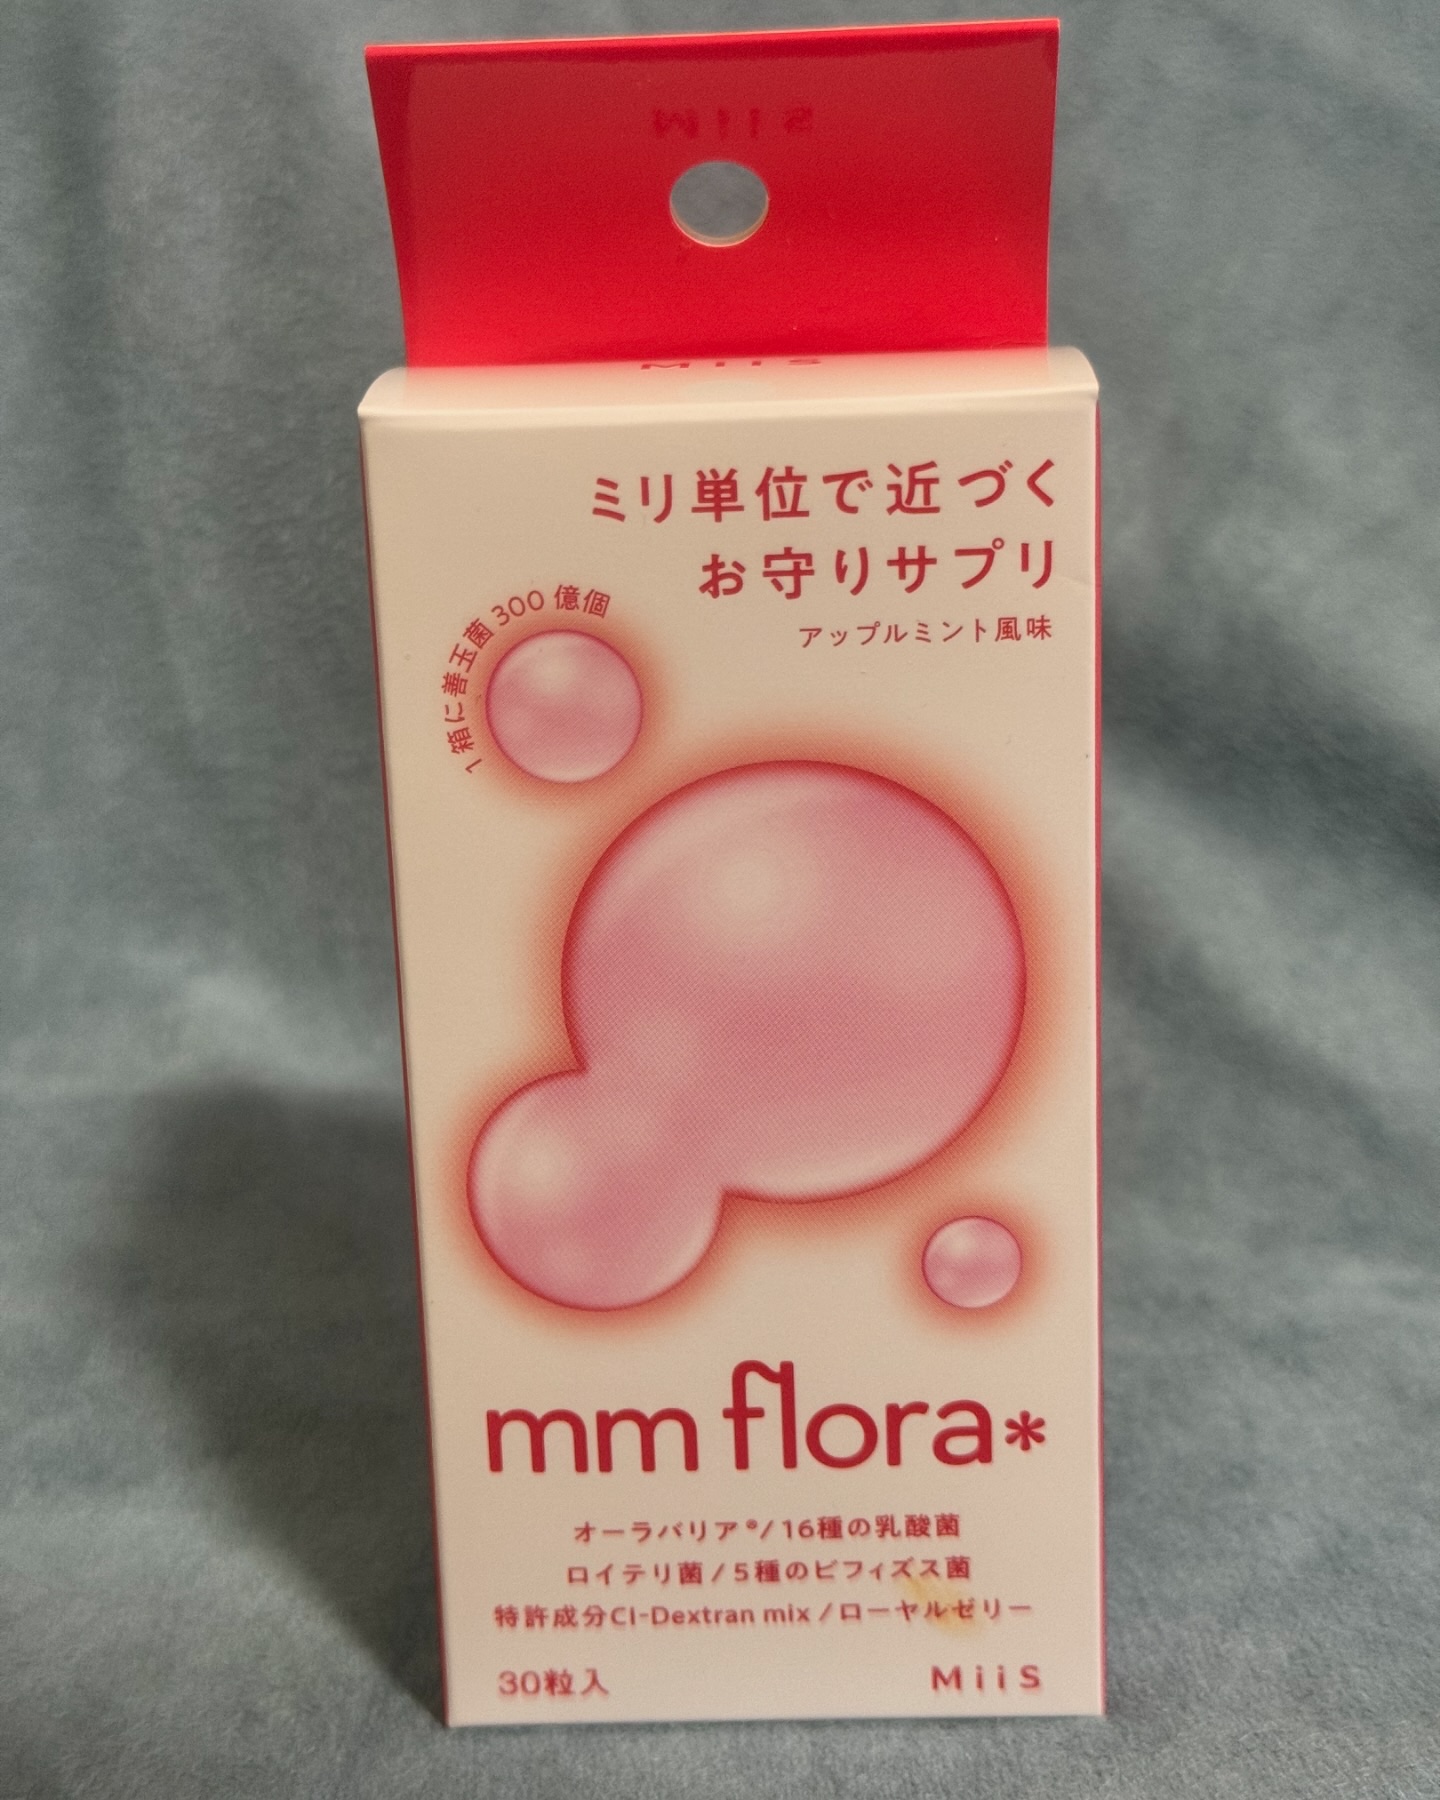 MiiS
MiiS
ミリ単位で近づく
お守りサプリ
アップルミント風味
1箱に善玉菌300億個
mm flora*
オーラバリア®/16種の乳酸菌
ロイテリ菌/5種のビフィズス菌
特許成分CI-Dextran mix/ローヤルゼリー
30粒入
MiiS